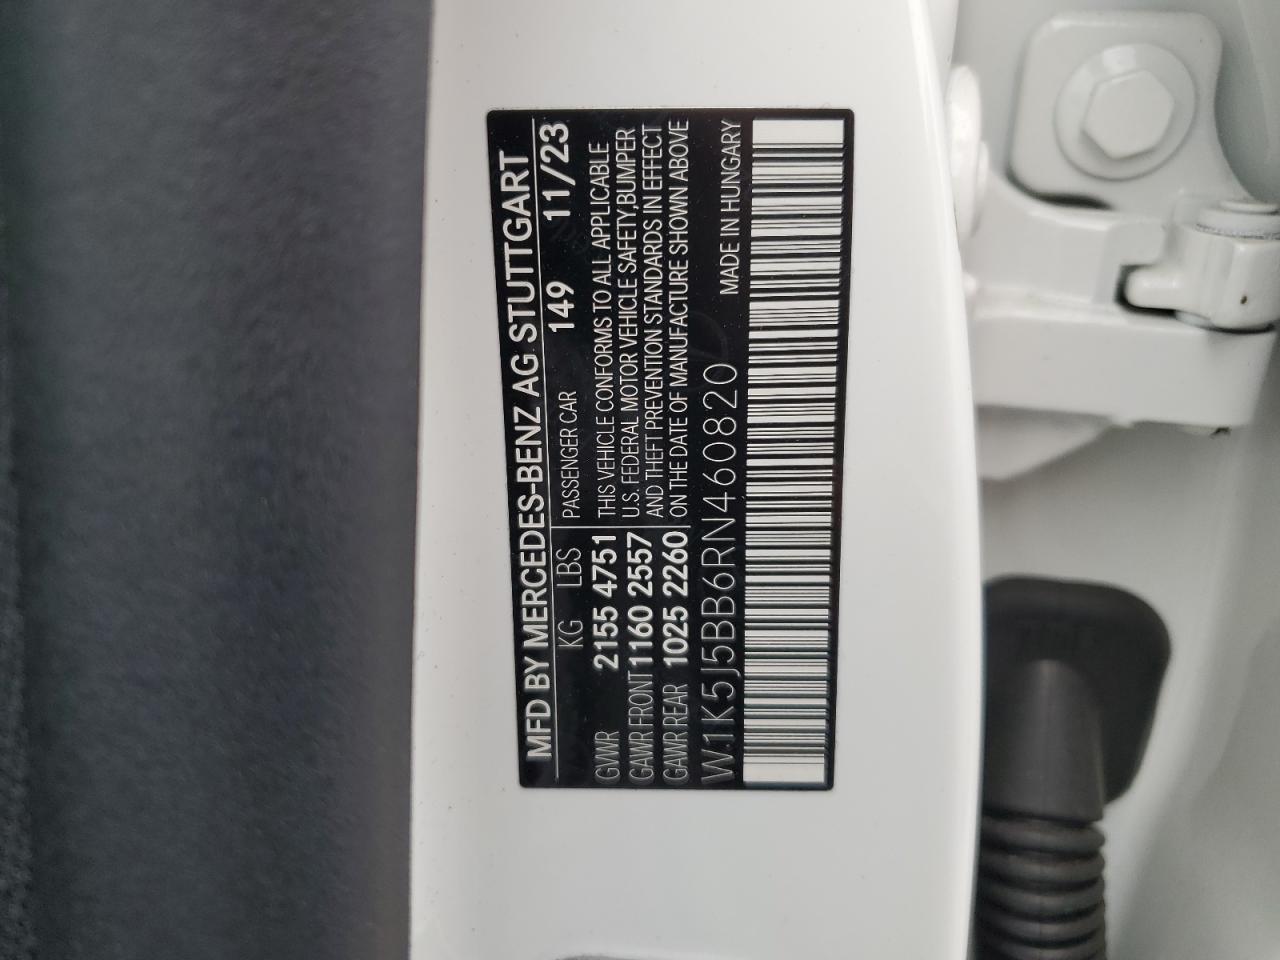 MFD BY MERCEDES-BENZ AG STUTTGART
KG LBS PASSENGER CAR 149 11/23
GVWR 2155 4751 THIS VEHICLE CONFORMS TO ALL APPLICABLE
GAWR FRONT 1160 2557 U.S. FEDERAL MOTOR VEHICLE SAFETY,BUMPER
GAWR REAR 1025 2260 AND THEFT PREVENTION STANDARDS IN EFFECT
ON THE DATE OF MANUFACTURE SHOWN ABOVE
W1K5J5BB6RN460820 MADE IN HUNGARY